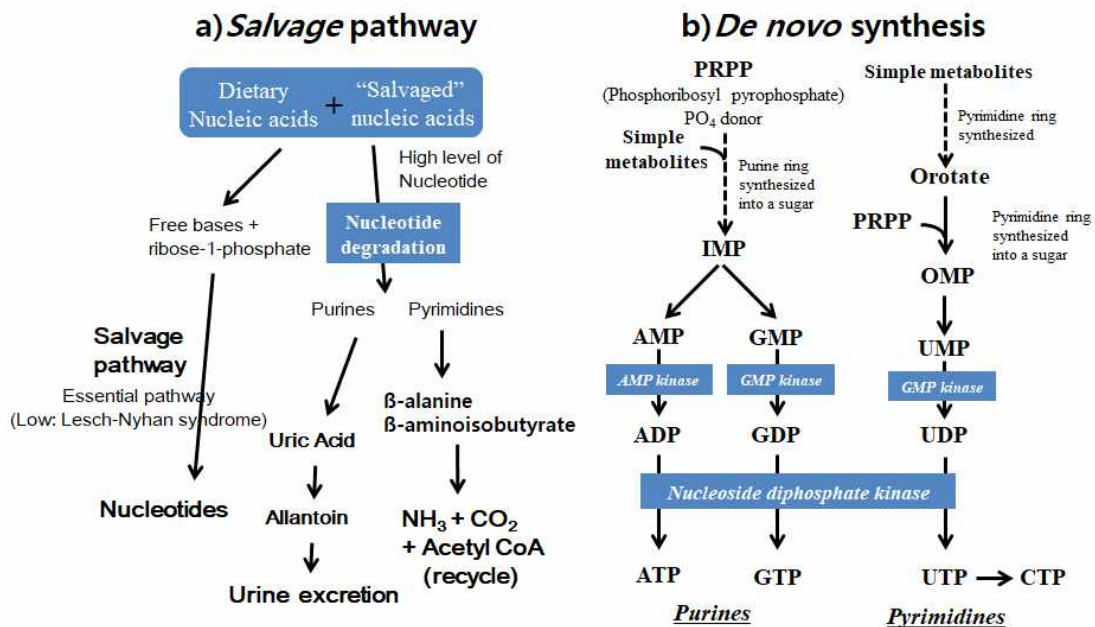 a) Salvage pathway
Dietary
Nucleic acids
+
“Salvaged”
nucleic acids
High level of
Nucleotide
Free bases +
ribose-1-phosphate
Nucleotide
degradation
Purines
Pyrimidines
Salvage
pathway
Essential pathway
(Low: Lesch-Nyhan syndrome)
ß-alanine
ß-aminoisobutyrate
Uric Acid
Nucleotides
Allantoin
NH3 + CO2
+ Acetyl CoA
(recycle)
Urine excretion
b) De novo synthesis
PRPP
(Phosphoribosyl pyrophosphate)
PO4 donor
Simple
metabolites
Purine ring
synthesized
into a sugar
IMP
AMP
GMP
AMP kinase
GMP kinase
ADP
GDP
Simple metabolites
Pyrimidine ring
synthesized
Orotate
PRPP
Pyrimidine ring
synthesized
into a sugar
OMP
UMP
GMP kinase
UDP
Nucleoside diphosphate kinase
ATP
GTP
UTP
CTP
Purines
Pyrimidines